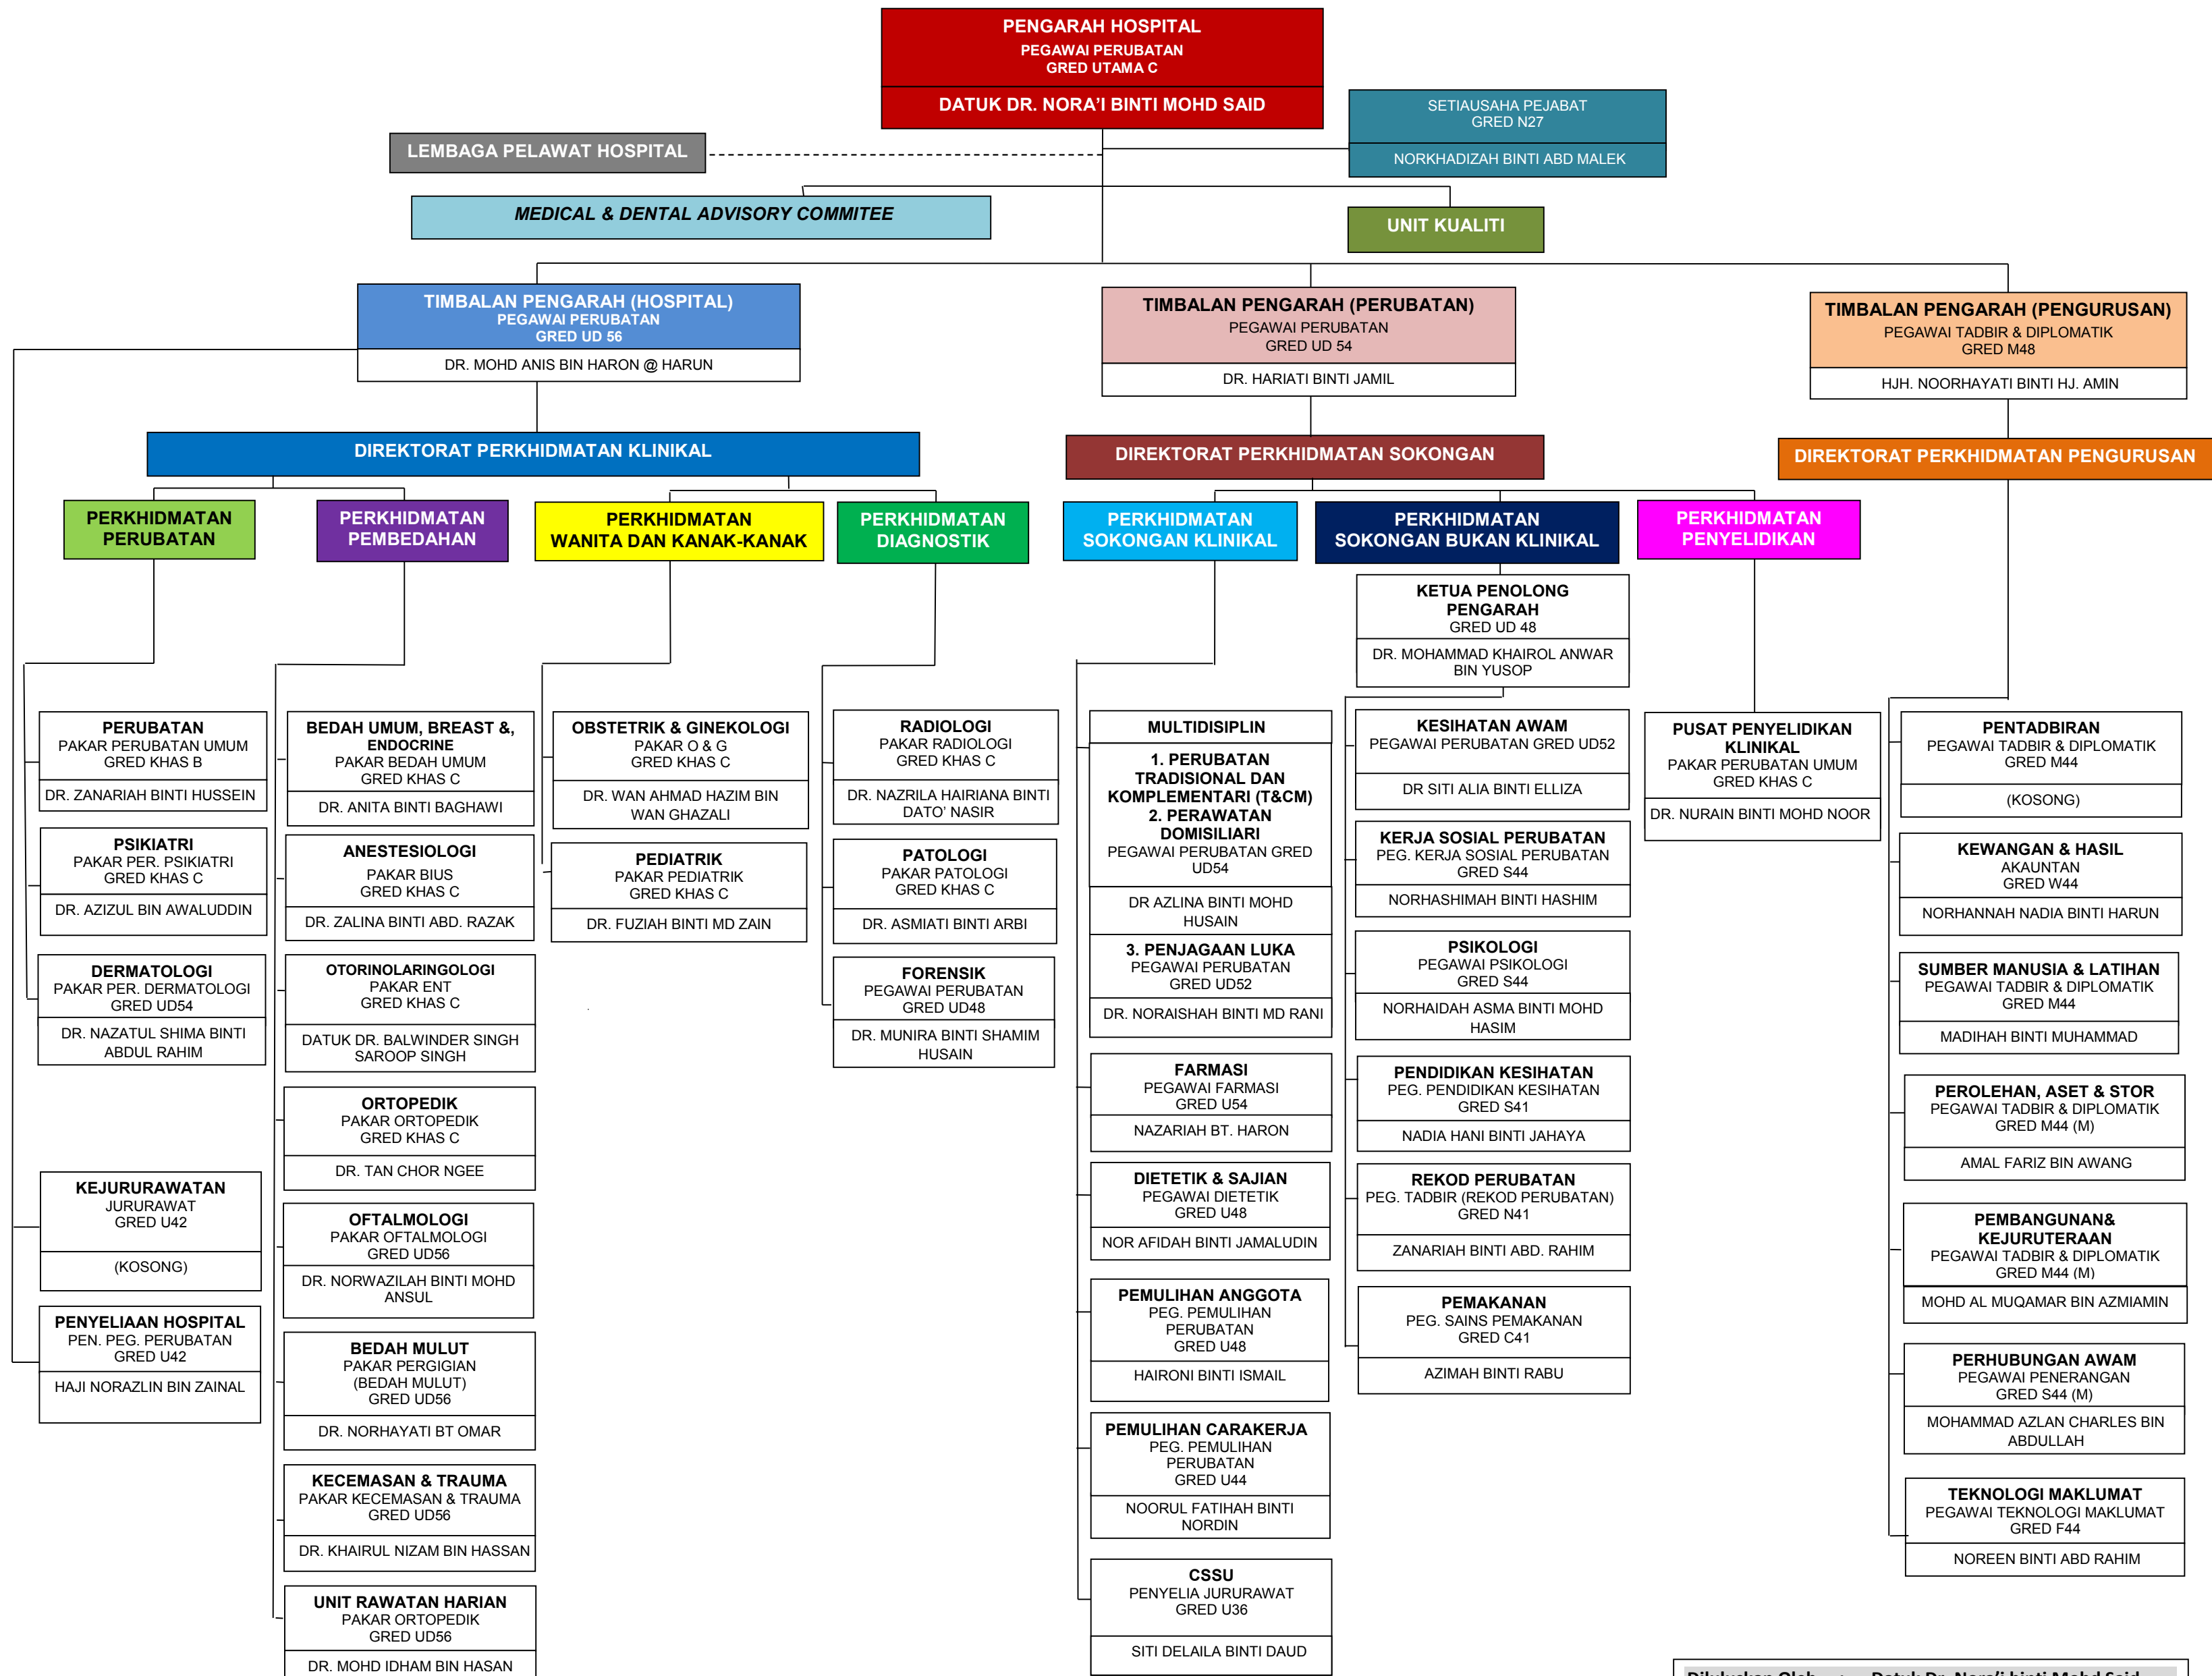 PENGARAH HOSPITAL
PEGAWAI PERUBATAN
GRED UTAMA C
DATUK DR. NORA’I BINTI MOHD SAID
SETIAUSAHA PEJABAT
GRED N27
NORKHADIZAH BINTI ABD MALEK
LEMBAGA PELAWAT HOSPITAL
MEDICAL & DENTAL ADVISORY COMMITEE
UNIT KUALITI
TIMBALAN PENGARAH (HOSPITAL)
PEGAWAI PERUBATAN
GRED UD 56
DR. MOHD ANIS BIN HARON @ HARUN
TIMBALAN PENGARAH (PERUBATAN)
PEGAWAI PERUBATAN
GRED UD 54
DR. HARIATI BINTI JAMIL
TIMBALAN PENGARAH (PENGURUSAN)
PEGAWAI TADBIR & DIPLOMATIK
GRED M48
HJH. NOORHAYATI BINTI HJ. AMIN
DIREKTORAT PERKHIDMATAN KLINIKAL
DIREKTORAT PERKHIDMATAN SOKONGAN
DIREKTORAT PERKHIDMATAN PENGURUSAN
PERKHIDMATAN
PERUBATAN
PERKHIDMATAN
PEMBEDAHAN
PERKHIDMATAN
WANITA DAN KANAK-KANAK
PERKHIDMATAN
DIAGNOSTIK
PERKHIDMATAN
SOKONGAN KLINIKAL
PERKHIDMATAN
SOKONGAN BUKAN KLINIKAL
PERKHIDMATAN
PENYELIDIKAN
KETUA PENOLONG
PENGARAH
GRED UD 48
DR. MOHAMMAD KHAIROL ANWAR
BIN YUSOP
PERUBATAN
PAKAR PERUBATAN UMUM
GRED KHAS B
DR. ZANARIAH BINTI HUSSEIN
PSIKIATRI
PAKAR PER. PSIKIATRI
GRED KHAS C
DR. AZIZUL BIN AWALUDDIN
DERMATOLOGI
PAKAR PER. DERMATOLOGI
GRED UD54
DR. NAZATUL SHIMA BINTI
ABDUL RAHIM
KEJURURAWATAN
JURURAWAT
GRED U42
(KOSONG)
PENYELIAAN HOSPITAL
PEN. PEG. PERUBATAN
GRED U42
HAJI NORAZLIN BIN ZAINAL
BEDAH UMUM, BREAST &,
ENDOCRINE
PAKAR BEDAH UMUM
GRED KHAS C
DR. ANITA BINTI BAGHAWI
ANESTESIOLOGI
PAKAR BIUS
GRED KHAS C
DR. ZALINA BINTI ABD. RAZAK
OTORINOLARINGOLOGI
PAKAR ENT
GRED KHAS C
DATUK DR. BALWINDER SINGH
SAROOP SINGH
ORTOPEDIK
PAKAR ORTOPEDIK
GRED KHAS C
DR. TAN CHOR NGEE
OFTALMOLOGI
PAKAR OFTALMOLOGI
GRED UD56
DR. NORWAZILAH BINTI MOHD
ANSUL
BEDAH MULUT
PAKAR PERGIGIAN
(BEDAH MULUT)
GRED UD56
DR. NORHAYATI BT OMAR
KECEMASAN & TRAUMA
PAKAR KECEMASAN & TRAUMA
GRED UD56
DR. KHAIRUL NIZAM BIN HASSAN
UNIT RAWATAN HARIAN
PAKAR ORTOPEDIK
GRED UD56
DR. MOHD IDHAM BIN HASAN
OBSTETRIK & GINEKOLOGI
PAKAR O & G
GRED KHAS C
DR. WAN AHMAD HAZIM BIN
WAN GHAZALI
PEDIATRIK
PAKAR PEDIATRIK
GRED KHAS C
DR. FUZIAH BINTI MD ZAIN
RADIOLOGI
PAKAR RADIOLOGI
GRED KHAS C
DR. NAZRILA HAIRIANA BINTI
DATO’ NASIR
PATOLOGI
PAKAR PATOLOGI
GRED KHAS C
DR. ASMIATI BINTI ARBI
FORENSIK
PEGAWAI PERUBATAN
GRED UD48
DR. MUNIRA BINTI SHAMIM
HUSAIN
MULTIDISIPLIN
1. PERUBATAN
TRADISIONAL DAN
KOMPLEMENTARI (T&CM)
2. PERAWATAN
DOMISILIARI
PEGAWAI PERUBATAN GRED
UD54
DR AZLINA BINTI MOHD
HUSAIN
3. PENJAGAAN LUKA
PEGAWAI PERUBATAN
GRED UD52
DR. NORAISHAH BINTI MD RANI
FARMASI
PEGAWAI FARMASI
GRED U54
NAZARIAH BT. HARON
DIETETIK & SAJIAN
PEGAWAI DIETETIK
GRED U48
NOR AFIDAH BINTI JAMALUDIN
PEMULIHAN ANGGOTA
PEG. PEMULIHAN
PERUBATAN
GRED U48
HAIRONI BINTI ISMAIL
PEMULIHAN CARAKERJA
PEG. PEMULIHAN
PERUBATAN
GRED U44
NOORUL FATIHAH BINTI
NORDIN
CSSU
PENYELIA JURURAWAT
GRED U36
SITI DELAILA BINTI DAUD
KESIHATAN AWAM
PEGAWAI PERUBATAN GRED UD52
DR SITI ALIA BINTI ELLIZA
KERJA SOSIAL PERUBATAN
PEG. KERJA SOSIAL PERUBATAN
GRED S44
NORHASHIMAH BINTI HASHIM
PSIKOLOGI
PEGAWAI PSIKOLOGI
GRED S44
NORHAIDAH ASMA BINTI MOHD
HASIM
PENDIDIKAN KESIHATAN
PEG. PENDIDIKAN KESIHATAN
GRED S41
NADIA HANI BINTI JAHAYA
REKOD PERUBATAN
PEG. TADBIR (REKOD PERUBATAN)
GRED N41
ZANARIAH BINTI ABD. RAHIM
PEMAKANAN
PEG. SAINS PEMAKANAN
GRED C41
AZIMAH BINTI RABU
PUSAT PENYELIDIKAN
KLINIKAL
PAKAR PERUBATAN UMUM
GRED KHAS C
DR. NURAIN BINTI MOHD NOOR
PENTADBIRAN
PEGAWAI TADBIR & DIPLOMATIK
GRED M44
(KOSONG)
KEWANGAN & HASIL
AKAUNTAN
GRED W44
NORHANNAH NADIA BINTI HARUN
SUMBER MANUSIA & LATIHAN
PEGAWAI TADBIR & DIPLOMATIK
GRED M44
MADIHAH BINTI MUHAMMAD
PEROLEHAN, ASET & STOR
PEGAWAI TADBIR & DIPLOMATIK
GRED M44 (M)
AMAL FARIZ BIN AWANG
PEMBANGUNAN&
KEJURUTERAAN
PEGAWAI TADBIR & DIPLOMATIK
GRED M44 (M)
MOHD AL MUQAMAR BIN AZMIAMIN
PERHUBUNGAN AWAM
PEGAWAI PENERANGAN
GRED S44 (M)
MOHAMMAD AZLAN CHARLES BIN
ABDULLAH
TEKNOLOGI MAKLUMAT
PEGAWAI TEKNOLOGI MAKLUMAT
GRED F44
NOREEN BINTI ABD RAHIM
Diluluskan Oleh : Datuk Dr. Nora’i binti Mohd Said